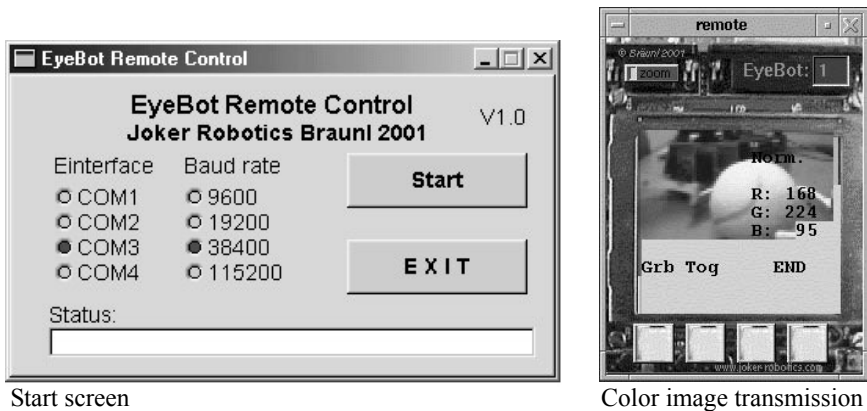 EyeBot Remote Control
EyeBot Remote Control
Joker Robotics Braunl 2001
V1.0
Einterface
Baud rate
COM1
9600
COM2
19200
COM3
38400
COM4
115200
Start
E X I T
Status:
Start screen
remote
© Bräunl 2001
zoom
EyeBot: 1
Norm.
R: 168
G: 224
B: 95
Grb Tog END
www.joker-robotics.com
Color image transmission